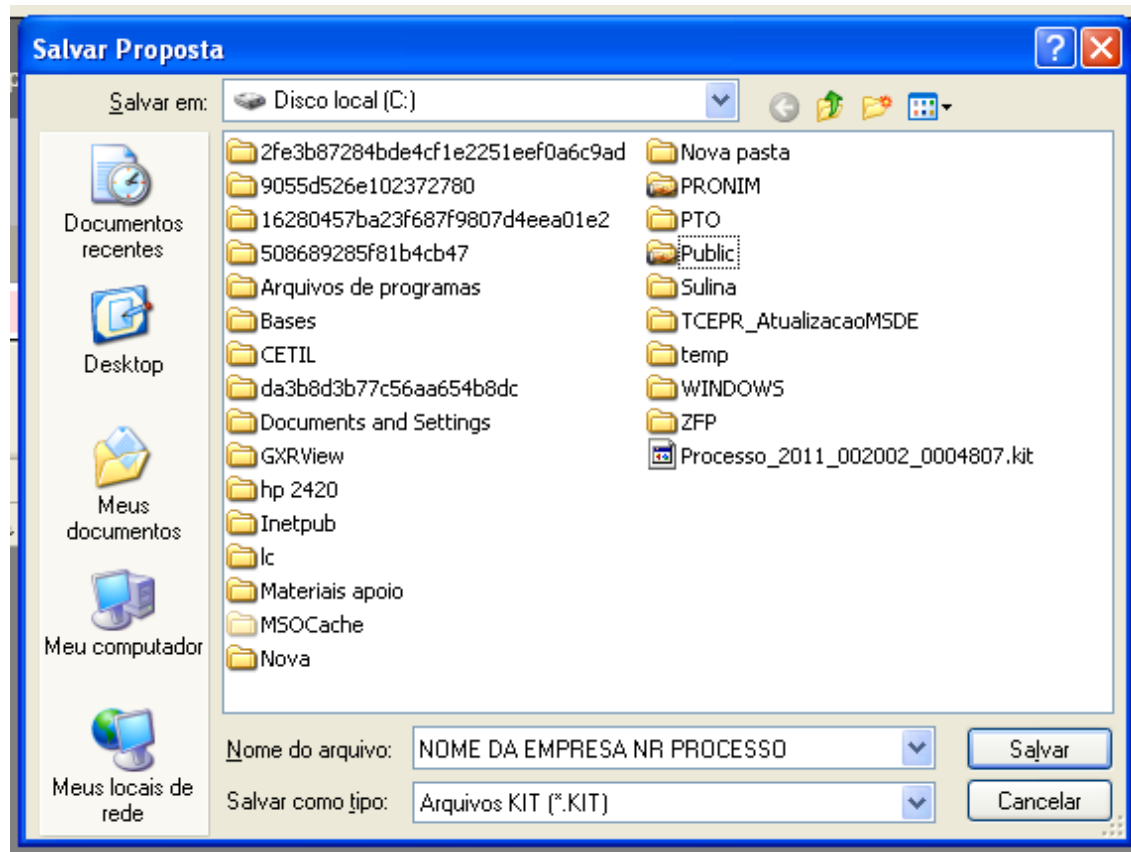 Salvar Proposta
Salvar em:
Disco local (C:)
Documentos
recentes
Desktop
Meus
documentos
Meu computador
Meus locais de
rede
2fe3b87284bde4cf1e2251eef0a6c9ad
9055d526e102372780
16280457ba23f687f9807d4eea01e2
508689285f81b4cb47
Arquivos de programas
Bases
CETIL
da3b8d3b77c56aa654b8dc
Documents and Settings
GXRView
hp 2420
Inetpub
lc
Materiais apoio
MSOCache
Nova
Nova pasta
PRONIM
PTO
Public
Sulina
TCEPR_AtualizacaoMSDE
temp
WINDOWS
ZFP
Processo_2011_002002_0004807.kit
Nome do arquivo:
NOME DA EMPRESA NR PROCESSO
Salvar
Salvar como tipo:
Arquivos KIT (*.KIT)
Cancelar